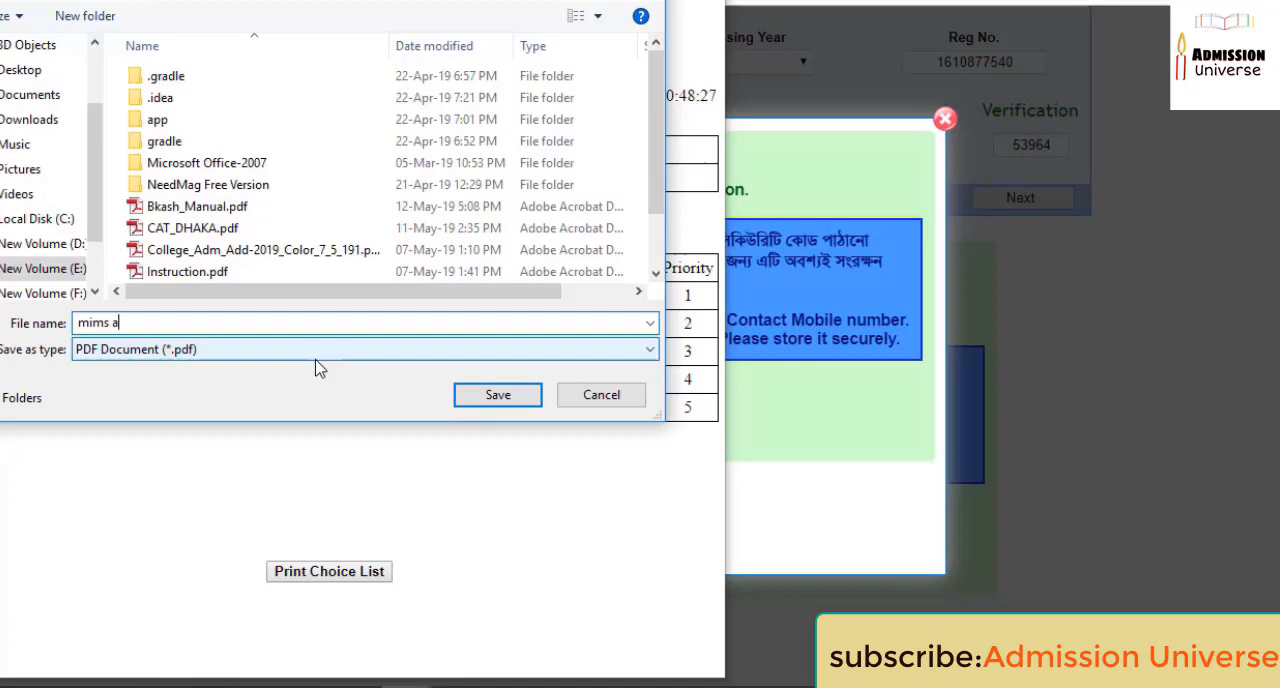 ze
New folder
Name
Date modified
Type
3D Objects
Desktop
Documents
Downloads
Music
Pictures
Videos
Local Disk (C:)
New Volume (D:
New Volume (E:)
New Volume (F:)
.gradle 22-Apr-19 6:57 PM File folder
.idea 22-Apr-19 7:21 PM File folder
app 22-Apr-19 7:01 PM File folder
gradle 22-Apr-19 6:52 PM File folder
Microsoft Office-2007 05-Mar-19 10:53 PM File folder
NeedMag Free Version 21-Apr-19 12:29 PM File folder
Bkash_Manual.pdf 12-May-19 5:08 PM Adobe Acrobat D...
CAT_DHAKA.pdf 11-May-19 2:35 PM Adobe Acrobat D...
College_Adm_Add-2019_Color_7_5_191.p... 07-May-19 1:10 PM Adobe Acrobat D...
Instruction.pdf 07-May-19 1:41 PM Adobe Acrobat D...
File name: mims a
Save as type: PDF Document (*.pdf)
Folders
Save
Cancel
0:48:27
Priority
1
2
3
4
5
Print Choice List
sing Year
Reg No.
1610877540
Verification
53964
Next
on.
কিউরিটি কোড পাঠানো
জন্য এটি অবশ্যই সংরক্ষন
Contact Mobile number.
Please store it securely.
ADMISSION
Universe
subscribe:Admission Universe